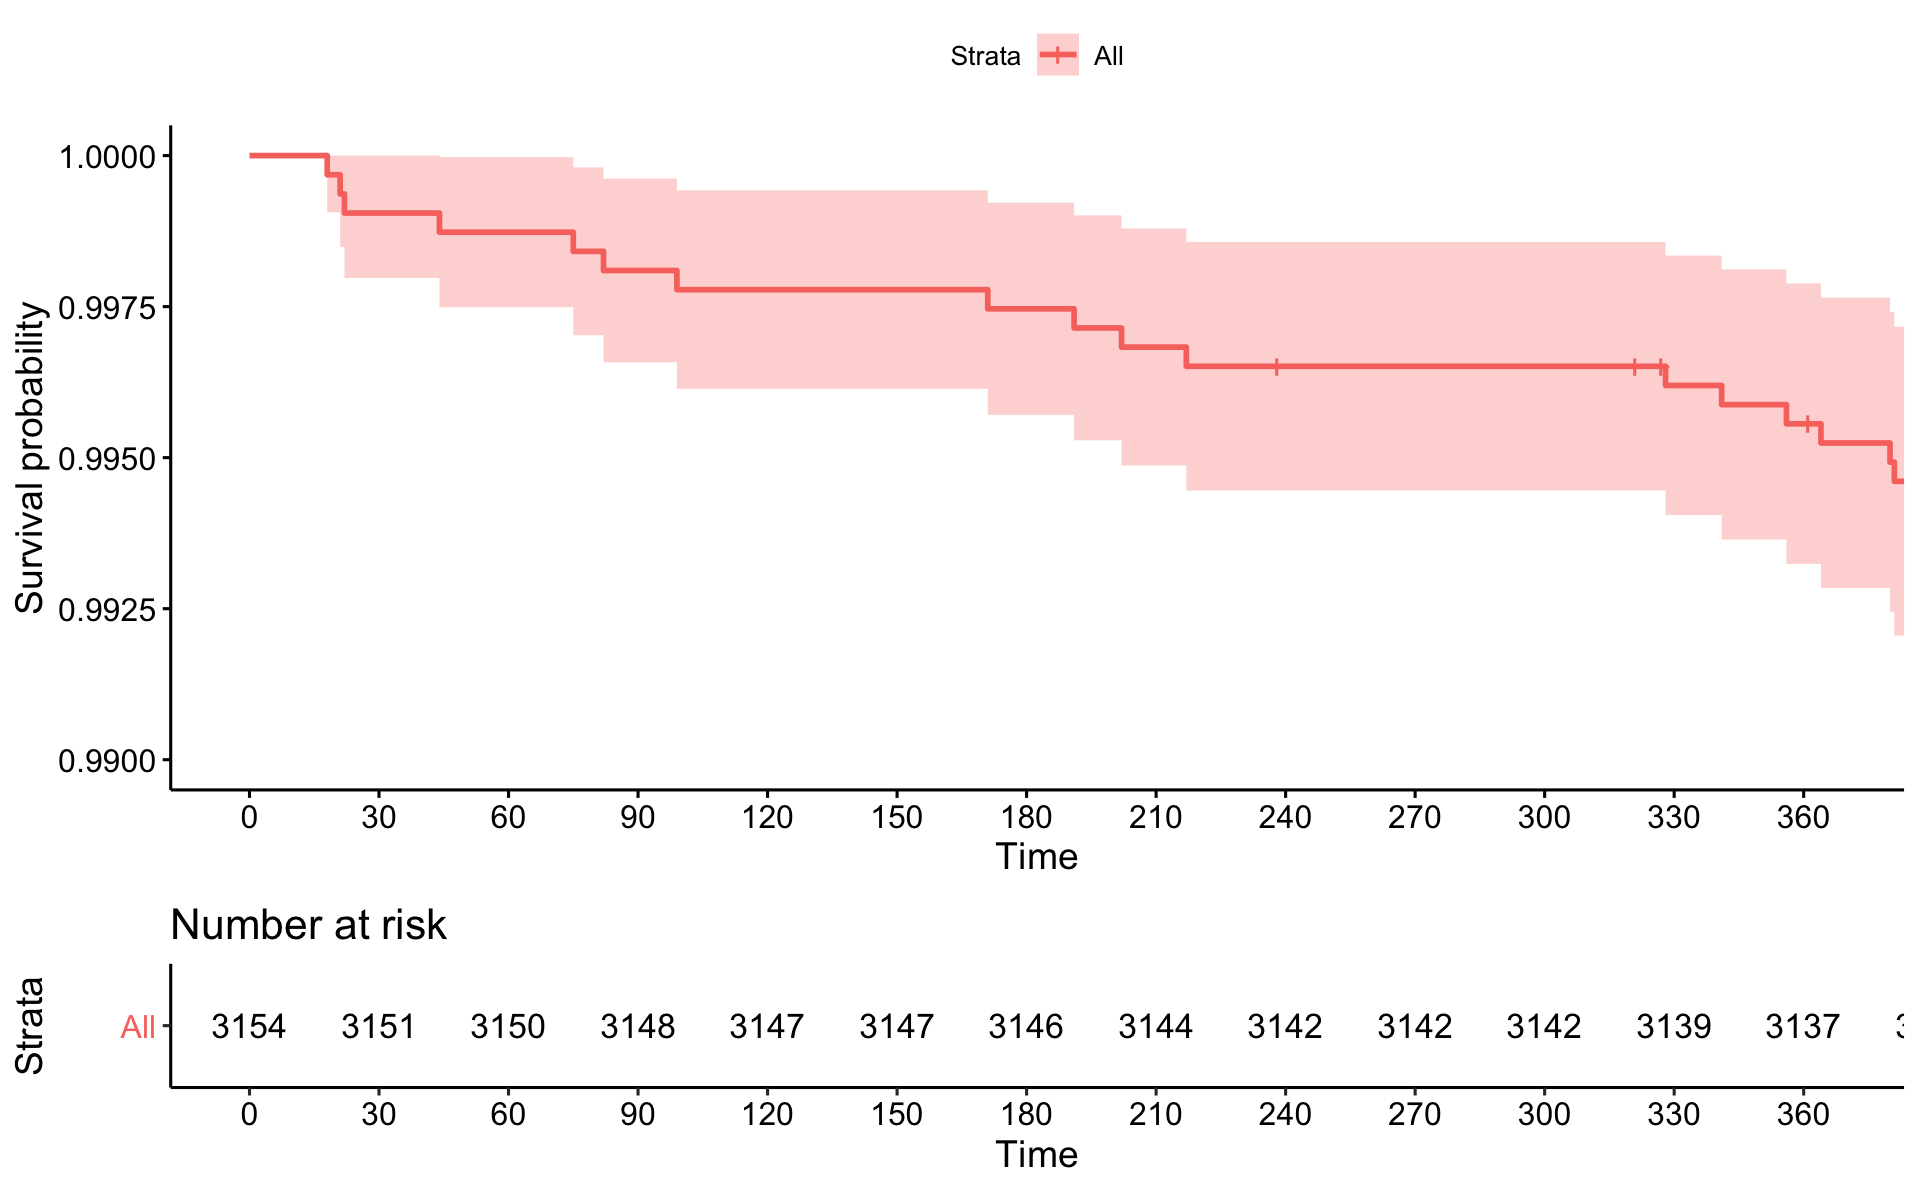 Strata All
1.0000
0.9975
0.9950
0.9925
0.9900
Survival probability
0 30 60 90 120 150 180 210 240 270 300 330 360
Time
Number at risk
Strata
All 3154 3151 3150 3148 3147 3147 3146 3144 3142 3142 3142 3139 3137
0 30 60 90 120 150 180 210 240 270 300 330 360
Time